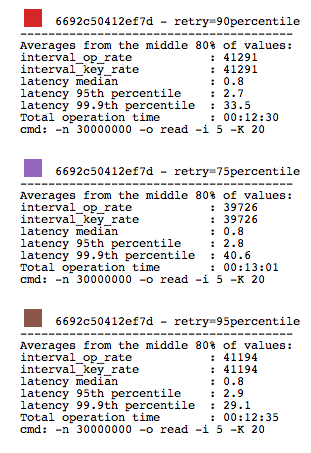 6692c50412ef7d - retry=90percentile
---------------------------------------
Averages from the middle 80% of values:
interval_op_rate : 41291
interval_key_rate : 41291
latency median : 0.8
latency 95th percentile : 2.7
latency 99.9th percentile : 33.5
Total operation time : 00:12:30
cmd: -n 30000000 -o read -i 5 -K 20
6692c50412ef7d - retry=75percentile
---------------------------------------
Averages from the middle 80% of values:
interval_op_rate : 39726
interval_key_rate : 39726
latency median : 0.8
latency 95th percentile : 2.8
latency 99.9th percentile : 40.6
Total operation time : 00:13:01
cmd: -n 30000000 -o read -i 5 -K 20
6692c50412ef7d - retry=95percentile
---------------------------------------
Averages from the middle 80% of values:
interval_op_rate : 41194
interval_key_rate : 41194
latency median : 0.8
latency 95th percentile : 2.9
latency 99.9th percentile : 29.1
Total operation time : 00:12:35
cmd: -n 30000000 -o read -i 5 -K 20